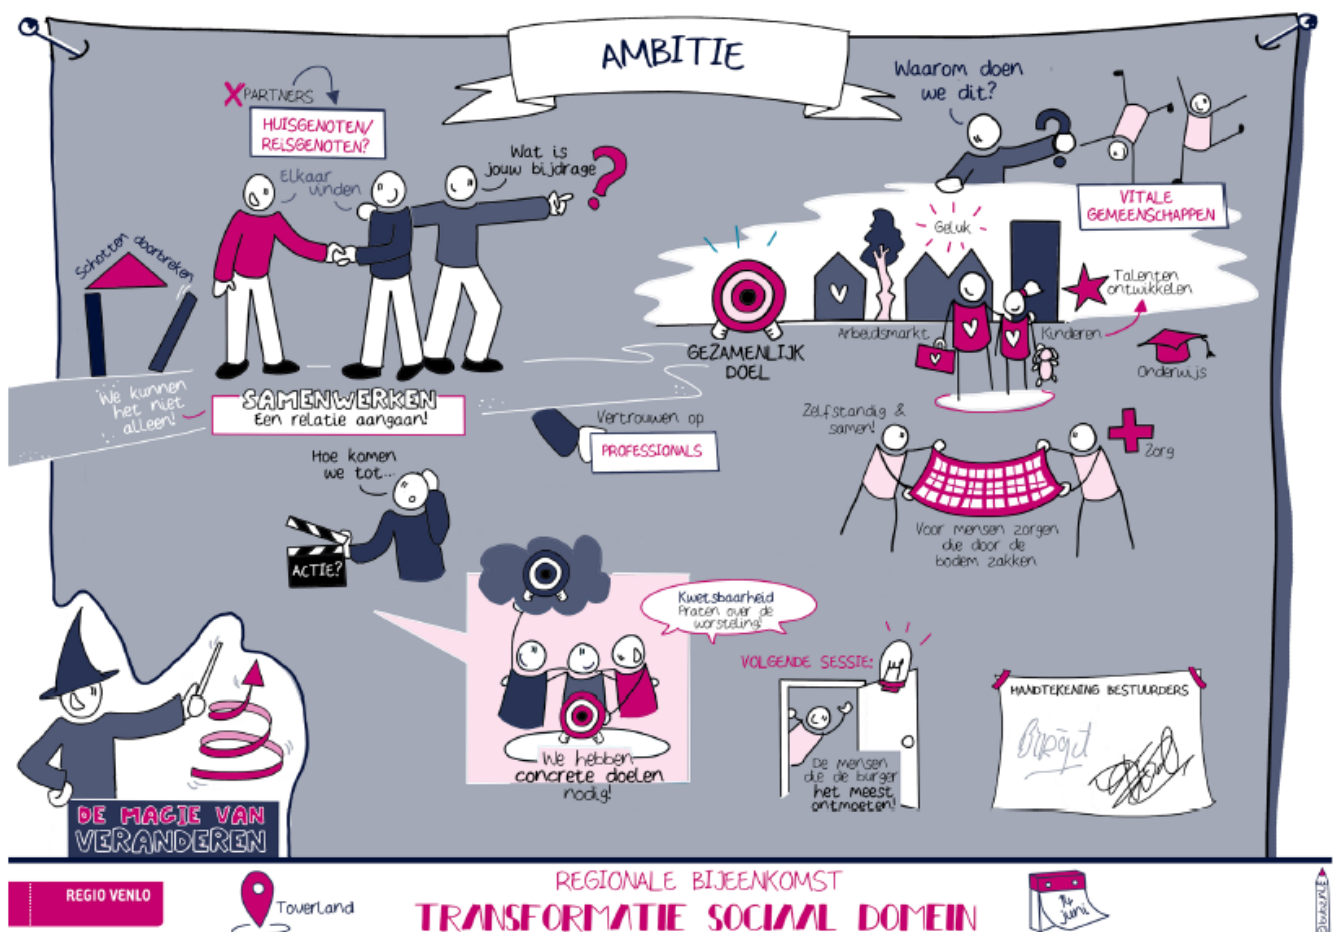 AMBITIE
X PARTNERS
HUISGENOTEN/
REISGENOTEN?
Elkaar
vinden
Wat is
jouw bijdrage
?
Waarom doen
we dit?
?
VITALE
GEMEENSCHAPPEN
Geluk
Schotten doorbreken
Talenten
ontwikkelen
Arbeidsmarkt
Kinderen
Onderwijs
GEZAMENLIJK
DOEL
We kunnen
het niet
alleen!
SAMENWERKEN
Een relatie aangaan!
Vertrouwen op
PROFESSIONALS
Zelfstandig &
samen!
Zorg
Voor mensen zorgen
die door de
bodem zakken
Hoe komen
we tot...
ACTIE?
Kwetsbaarheid
Praten over de
worsteling!
We hebben
concrete doelen
nodig!
VOLGENDE SESSIE:
De mensen
die de burger
het meest
ontmoeten!
HANDTEKENING BESTUURDERS
DE MAGIE VAN
VERANDEREN
REGIO VENLO
Toverland
REGIONALE BIJEENKOMST
TRANSFORMATIE SOCIAAL DOMEIN
14
juni